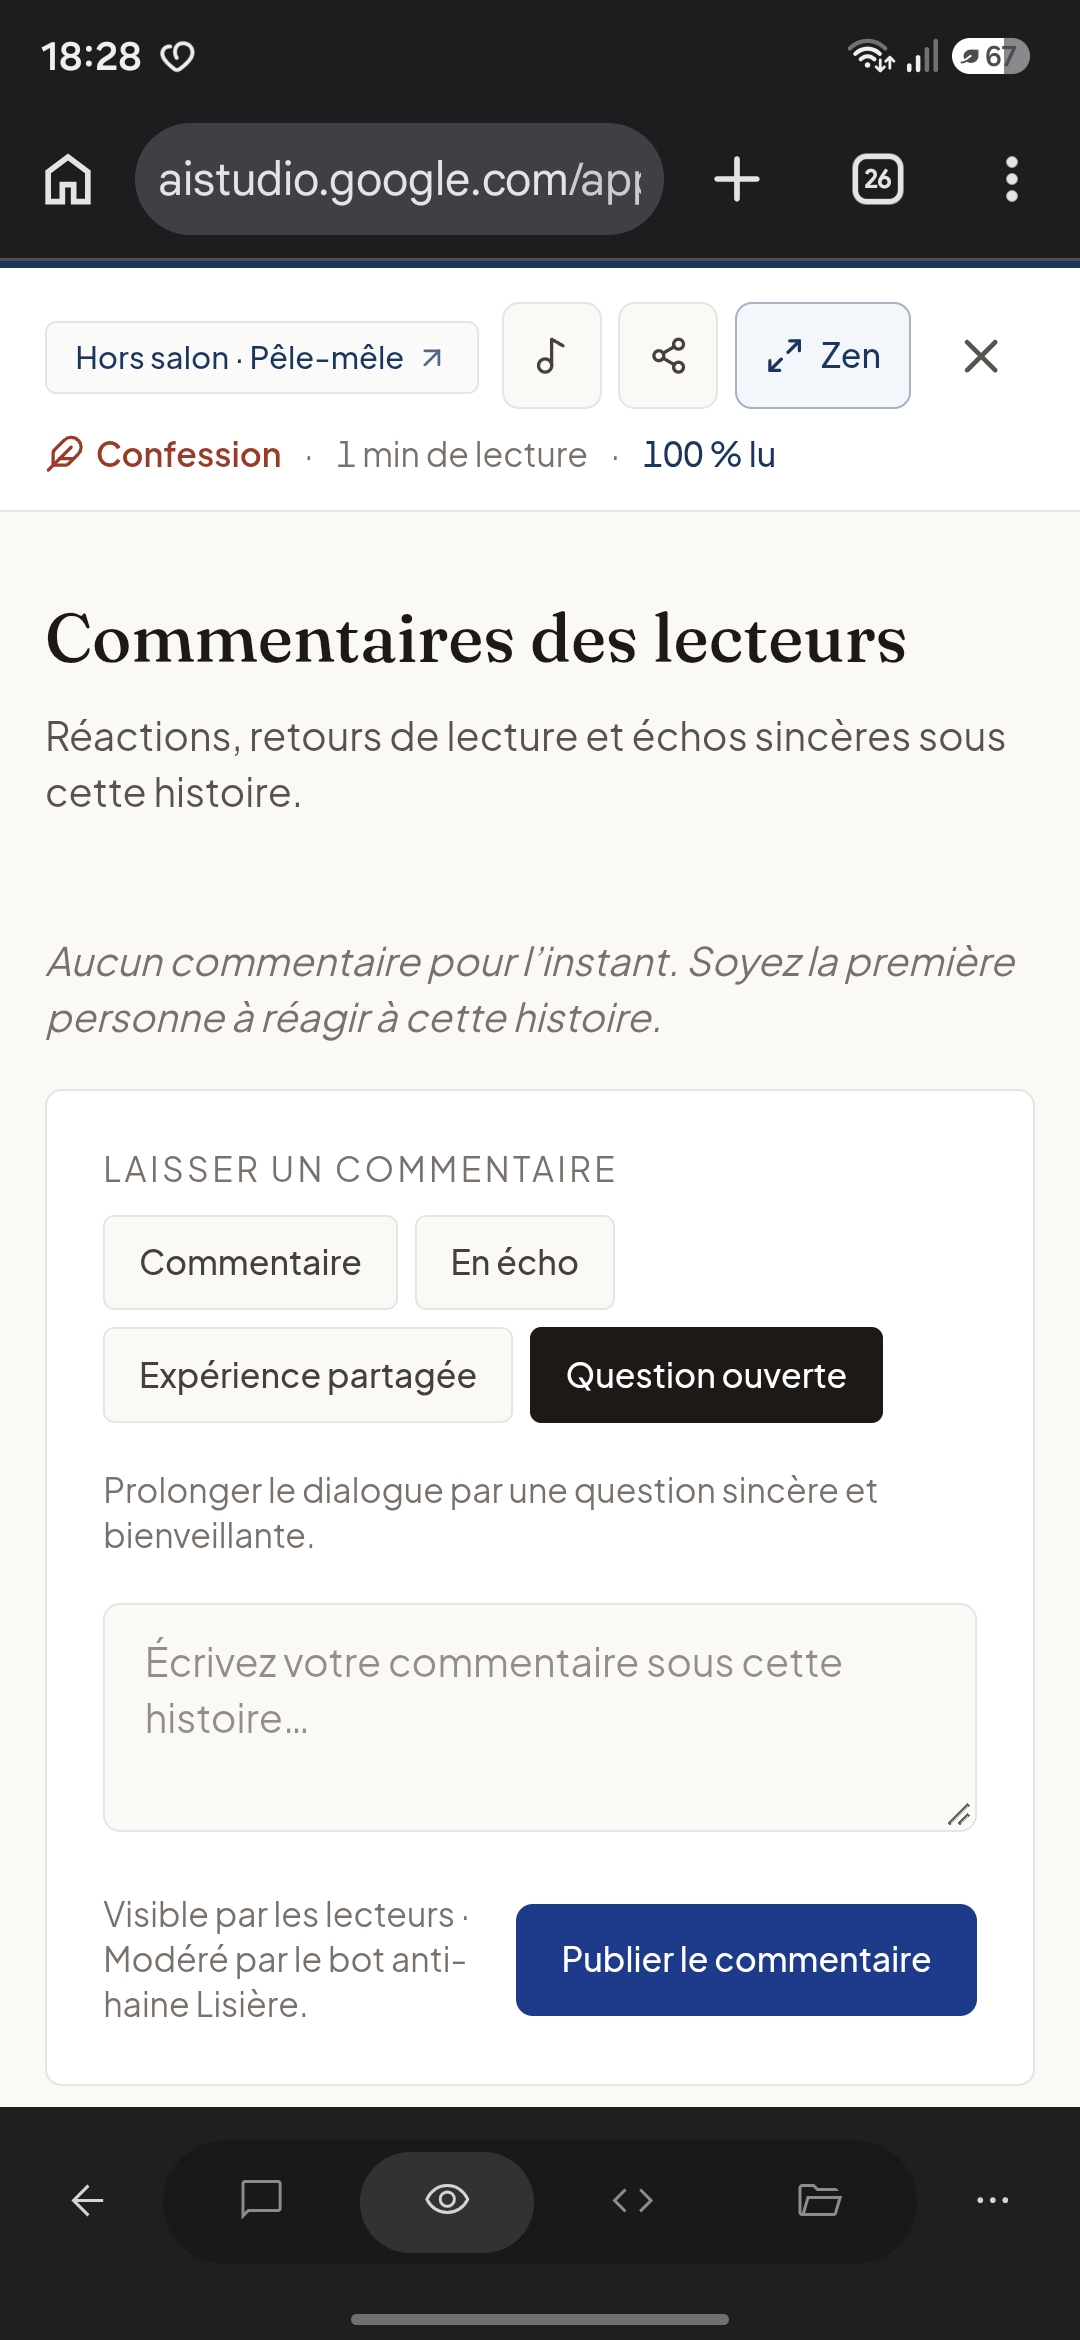 18:28
67
aistudio.google.com/app
26
Hors salon · Pêle-mêle
Zen
Confession · 1 min de lecture · 100 % lu
Commentaires des lecteurs
Réactions, retours de lecture et échos sincères sous
cette histoire.
Aucun commentaire pour l’instant. Soyez la première
personne à réagir à cette histoire.
LAISSER UN COMMENTAIRE
Commentaire
En écho
Expérience partagée
Question ouverte
Prolonger le dialogue par une question sincère et
bienveillante.
Écrivez votre commentaire sous cette
histoire…
Visible par les lecteurs ·
Modéré par le bot anti-
haine Lisière.
Publier le commentaire